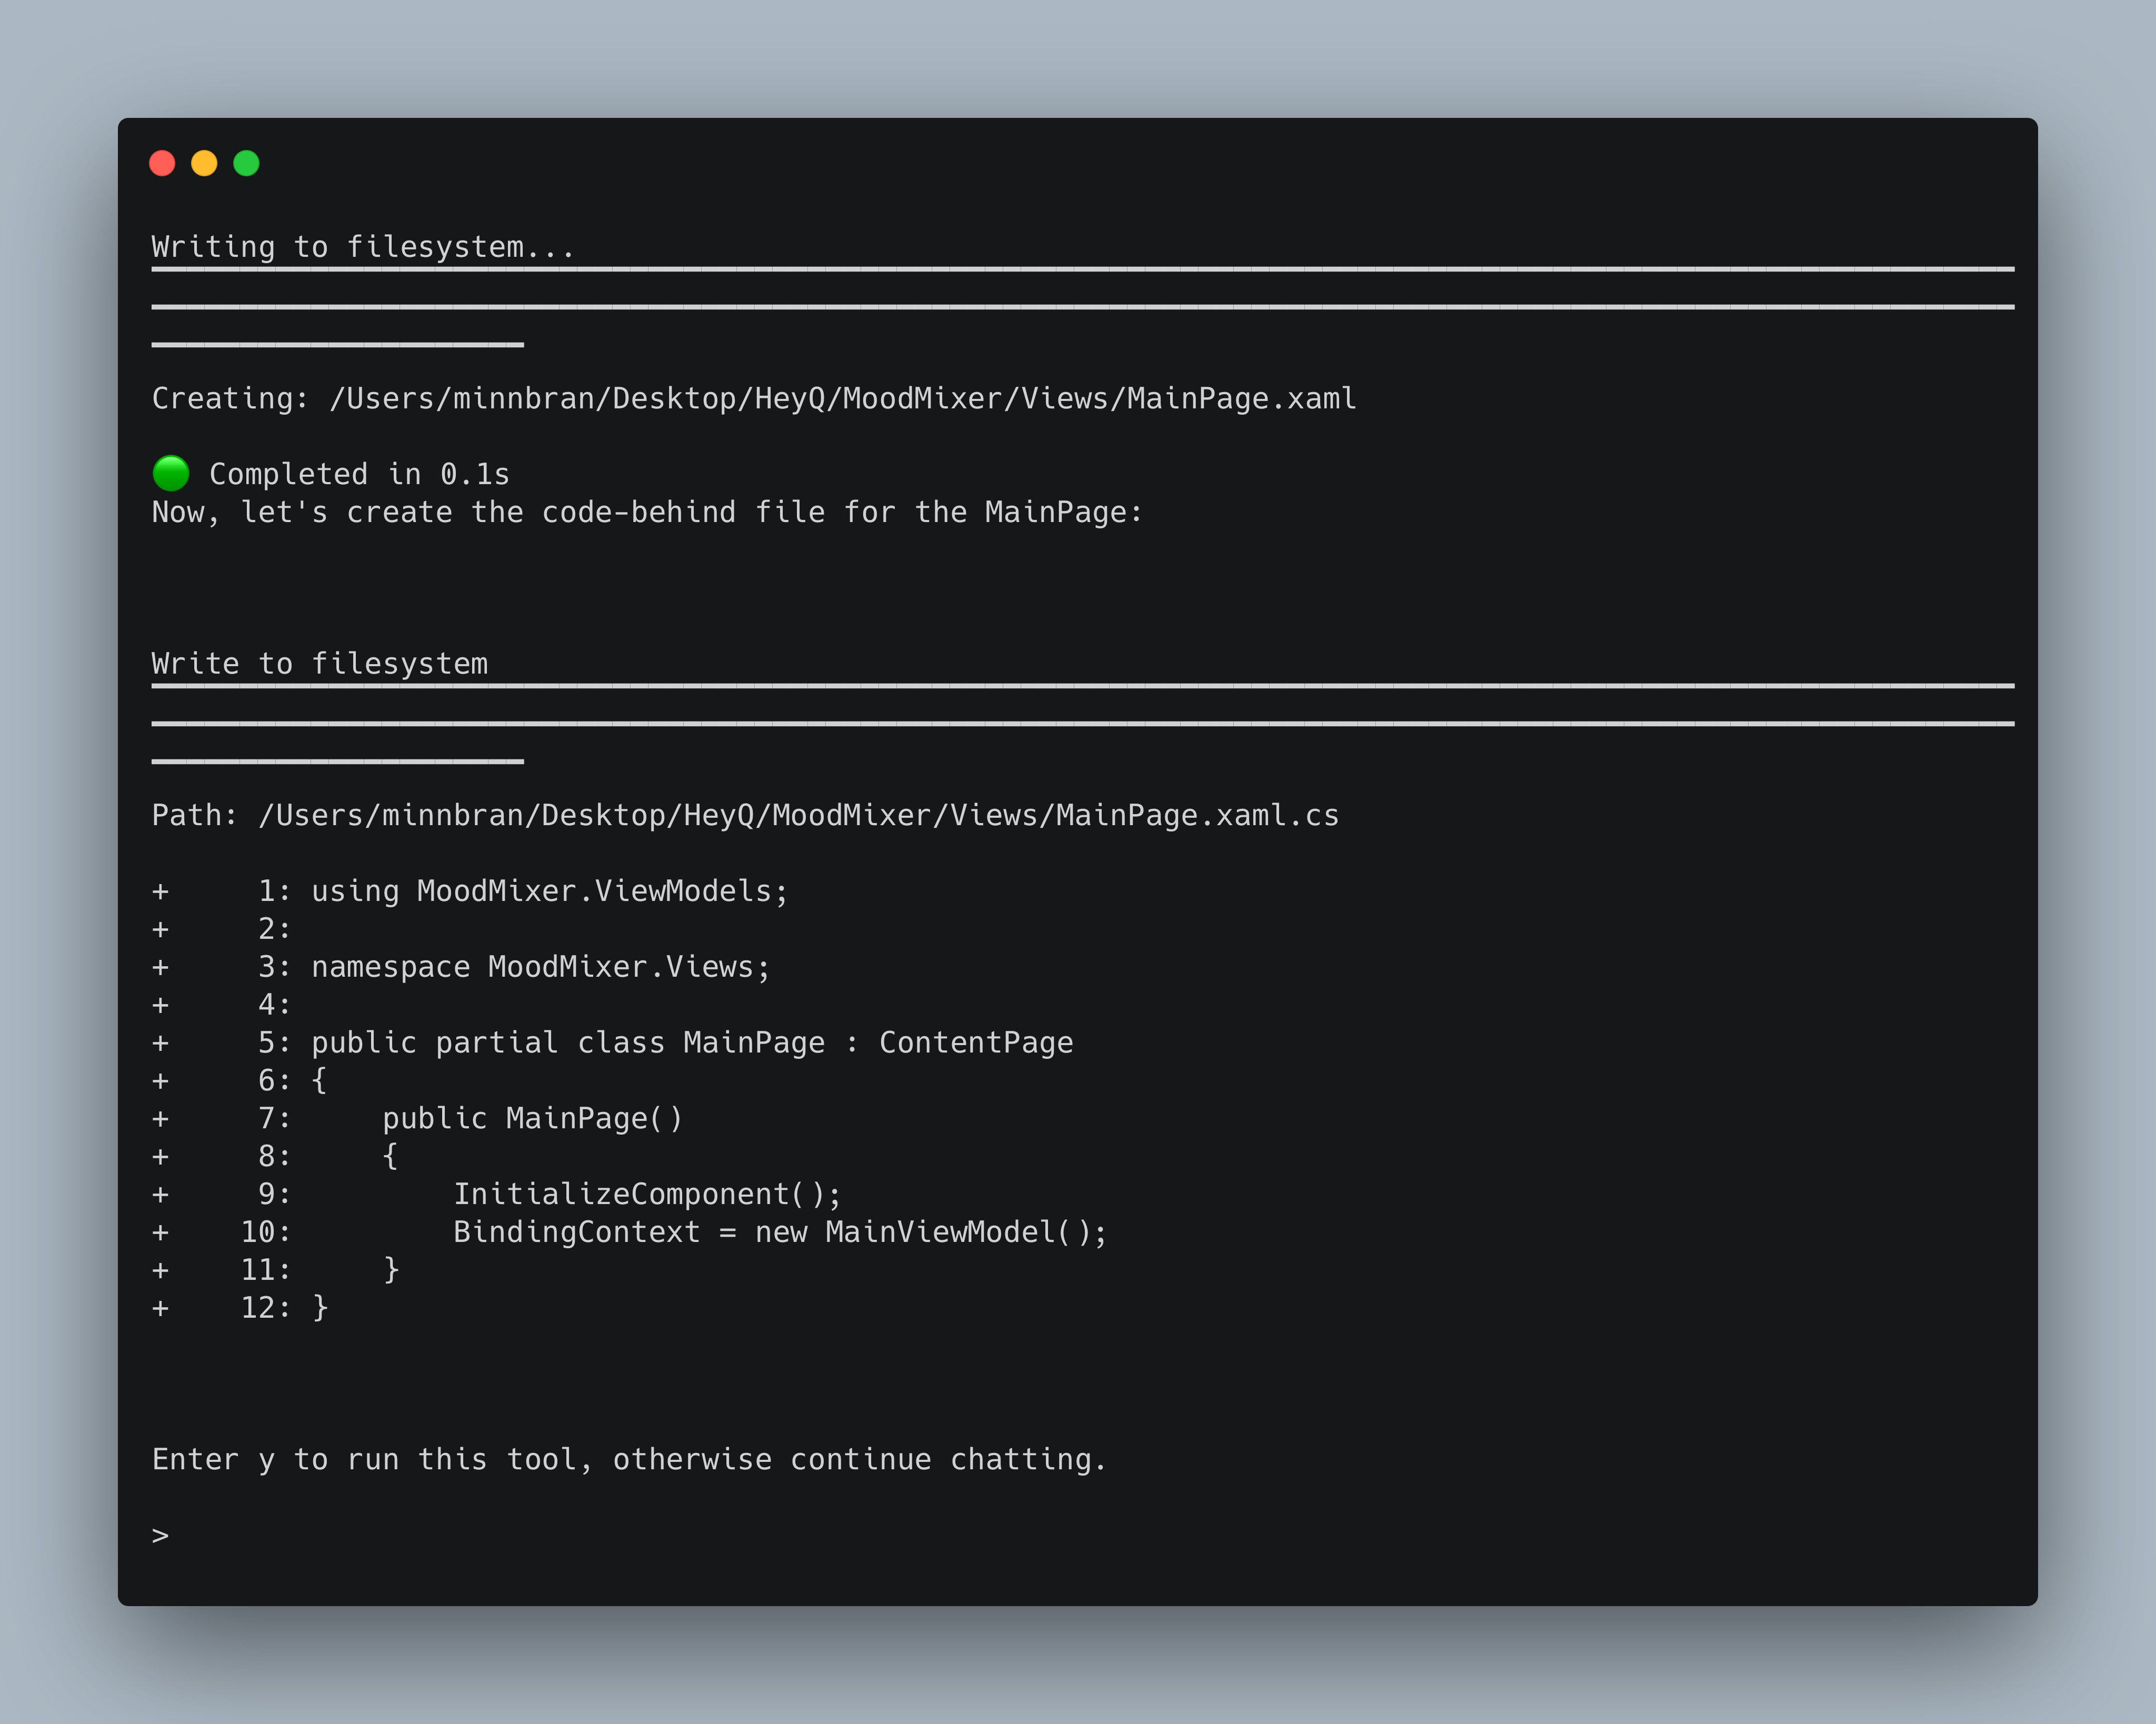 Writing to filesystem...
Creating: /Users/minnbran/Desktop/HeyQ/MoodMixer/Views/MainPage.xaml
Completed in 0.1s
Now, let's create the code-behind file for the MainPage:
Write to filesystem
Path: /Users/minnbran/Desktop/HeyQ/MoodMixer/Views/MainPage.xaml.cs
+     1: using MoodMixer.ViewModels;
+     2:
+     3: namespace MoodMixer.Views;
+     4:
+     5: public partial class MainPage : ContentPage
+     6: {
+     7:     public MainPage()
+     8:     {
+     9:         InitializeComponent();
+    10:         BindingContext = new MainViewModel();
+    11:     }
+    12: }
Enter y to run this tool, otherwise continue chatting.
>